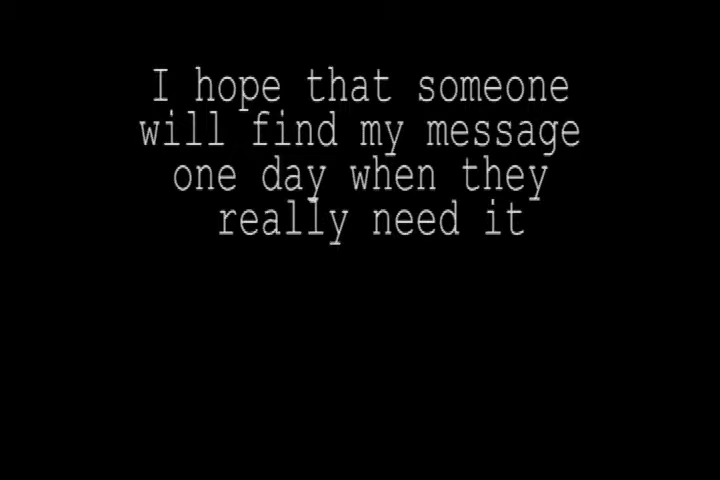 I hope that someone
will find my message
one day when they
really need it